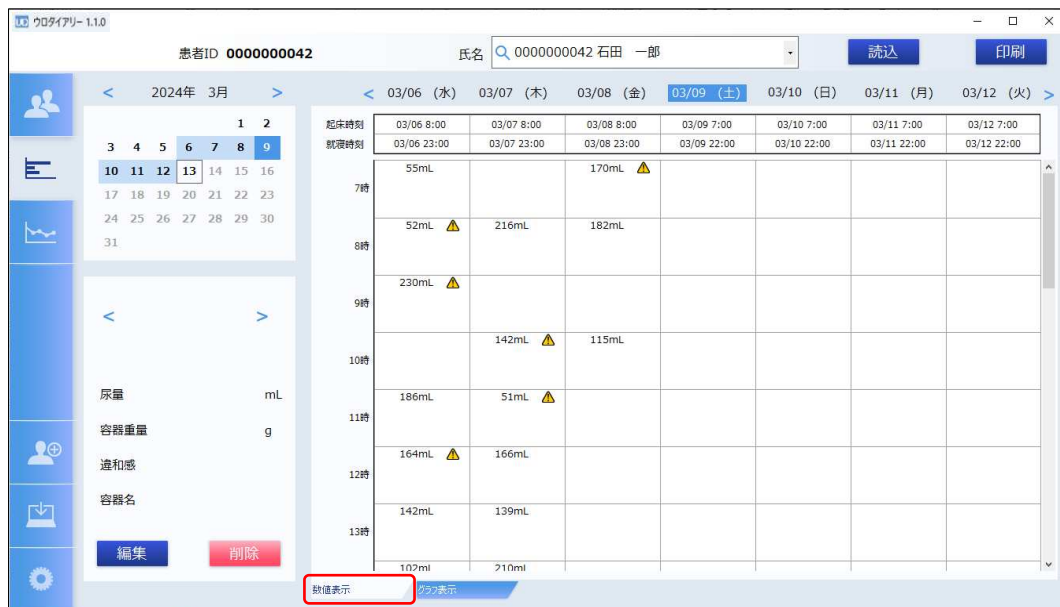 UD ウロダイアリー 1.1.0
患者ID 0000000042 氏名 0000000042 石田 一郎 読込 印刷
< 2024年 3月 >
1 2
3 4 5 6 7 8 9
10 11 12 13 14 15 16
17 18 19 20 21 22 23
24 25 26 27 28 29 30
31
< 03/06 (水) 03/07 (木) 03/08 (金) 03/09 (土) 03/10 (日) 03/11 (月) 03/12 (火) >
起床時刻 03/06 8:00 03/07 8:00 03/08 8:00 03/09 7:00 03/10 7:00 03/11 7:00 03/12 7:00
就寝時刻 03/06 23:00 03/07 23:00 03/08 23:00 03/09 22:00 03/10 22:00 03/11 22:00 03/12 22:00
7時 55mL 170mL
8時 52mL 216mL 182mL
9時 230mL
10時 142mL 115mL
11時 186mL 51mL
12時 164mL 166mL
13時 142mL 139mL
102mL 210mL
< >
尿量 mL
容器重量 g
違和感
容器名
編集 削除
数値表示 グラフ表示